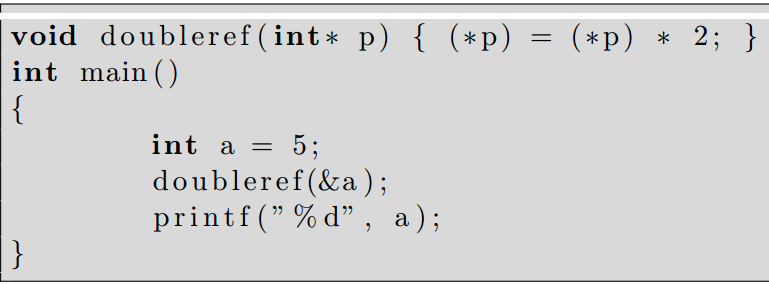 void doubleref(int* p) { (*p) = (*p) * 2; }
int main()
{
int a = 5;
doubleref(&a);
printf("%d", a);
}